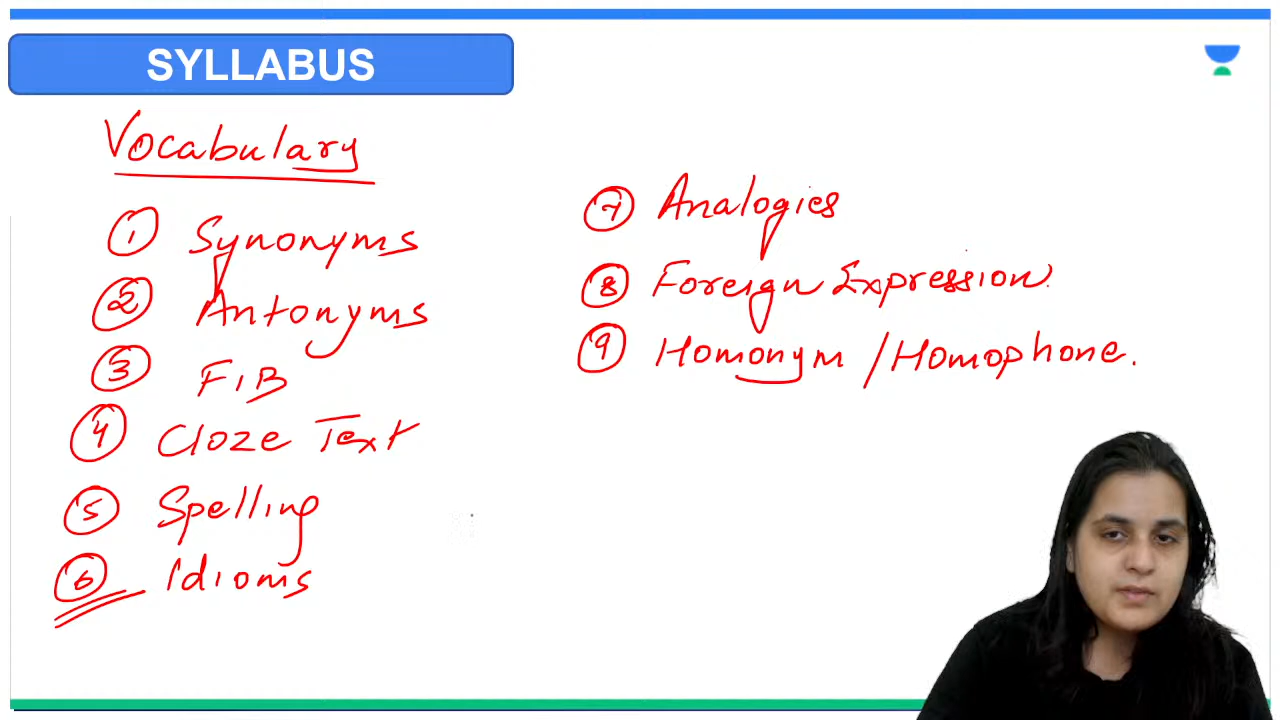 SYLLABUS
Vocabulary
① Synonyms
② Antonyms
③ FIB
④ Cloze Text
⑤ Spelling
⑥ Idioms
⑦ Analogies
⑧ Foreign Expression.
⑨ Homonym / Homophone.